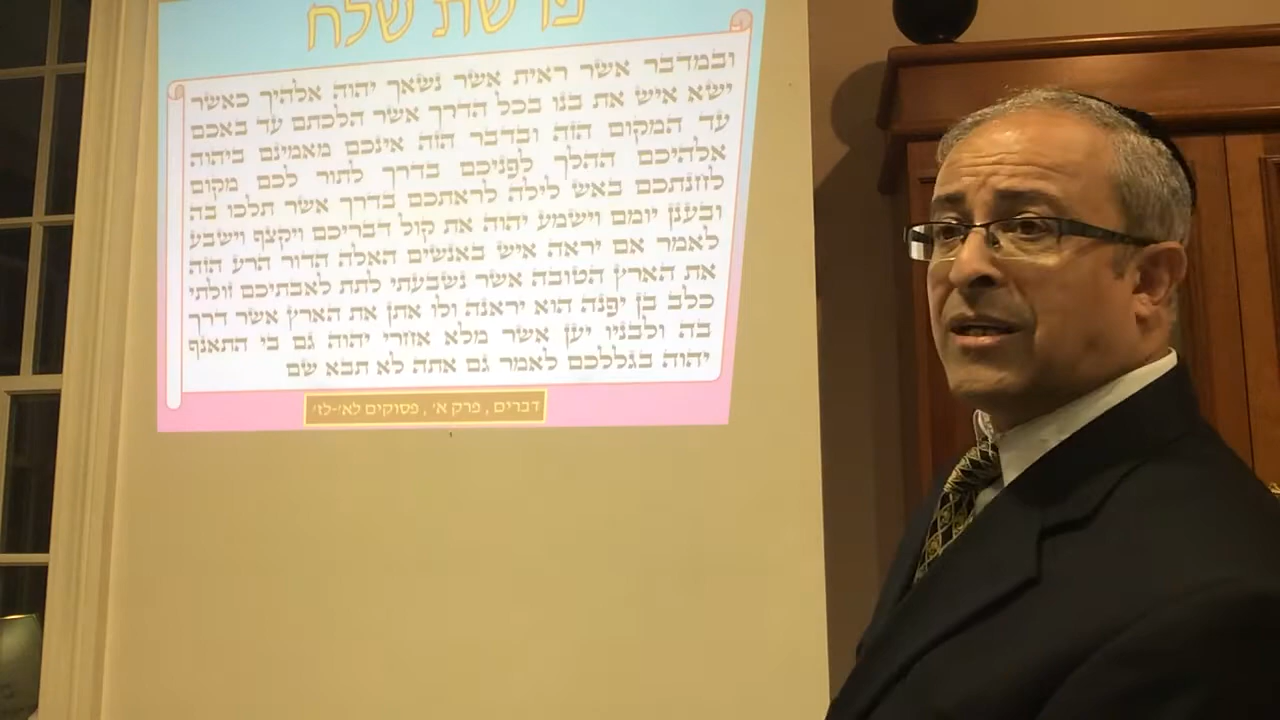 פרשת שלח
ובמדבר אשר ראית אשר נשאך יהוה אלהיך כאשר
ישא איש את בנו בכל הדרך אשר הלכתם עד באכם
עד המקום הזה ובדבר הזה אינכם מאמינם ביהוה
אלהיכם ההלך לפניכם בדרך לתור לכם מקום
לחנתכם באש לילה לראתכם בדרך אשר תלכו בה
ובענן יומם וישמע יהוה את קול דבריכם ויקצף וישבע
לאמר אם יראה איש באנשים האלה הדור הרע הזה
את הארץ הטובה אשר נשבעתי לתת לאבתיכם זולתי
כלב בן יפנה הוא יראנה ולו אתן את הארץ אשר דרך
בה ולבניו יען אשר מלא אחרי יהוה גם בי התאנף
יהוה בגללכם לאמר גם אתה לא תבא שם
דברים , פרק א' , פסוקים לא'-לז'